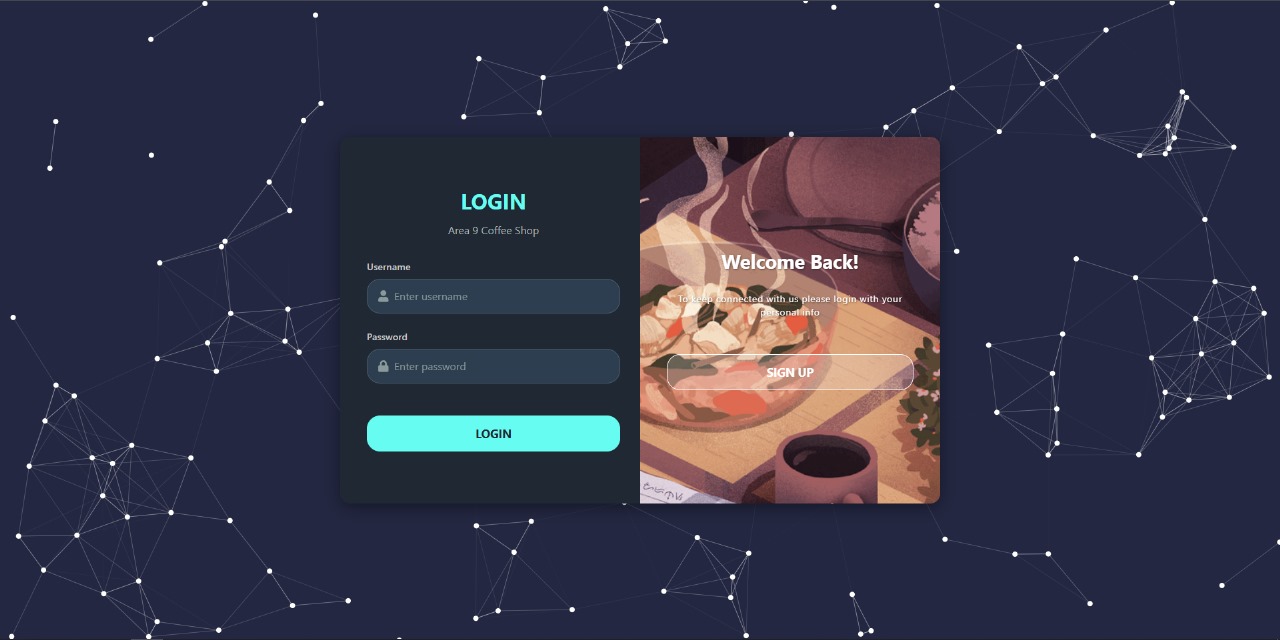 LOGIN
Area 9 Coffee Shop
Username
Enter username
Password
Enter password
LOGIN
Welcome Back!
To keep connected with us please login with your
personal info
SIGN UP